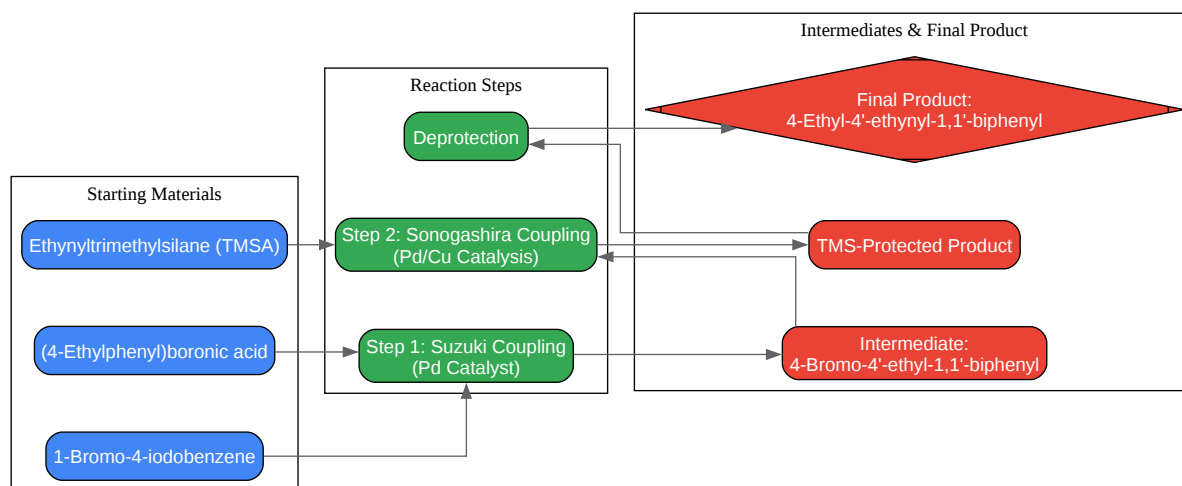 Starting Materials
Ethynyltrimethylsilane (TMSA)
(4-Ethylphenyl)boronic acid
1-Bromo-4-iodobenzene
Reaction Steps
Deprotection
Step 2: Sonogashira Coupling
(Pd/Cu Catalysis)
Step 1: Suzuki Coupling
(Pd Catalyst)
Intermediates & Final Product
Final Product:
4-Ethyl-4'-ethynyl-1,1'-biphenyl
TMS-Protected Product
Intermediate:
4-Bromo-4'-ethyl-1,1'-biphenyl